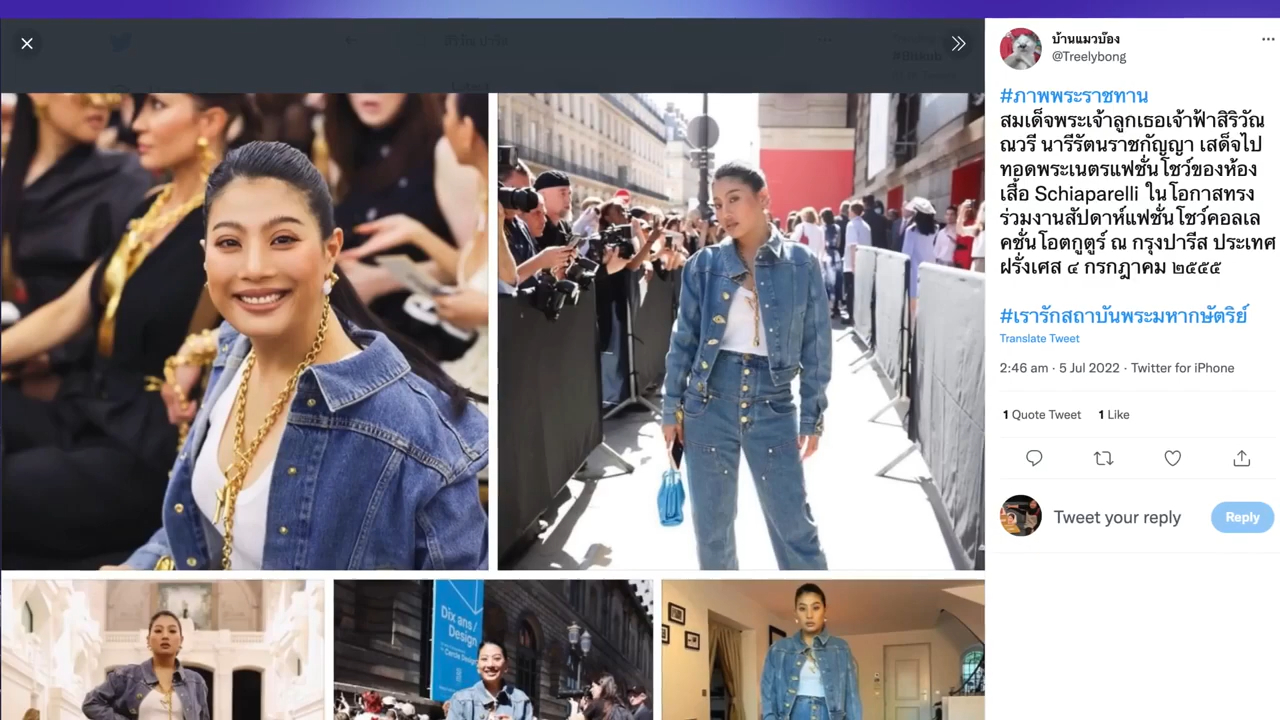 บ้านแมวบ๊อง
@Treelybong
#ภาพพระราชทาน
สมเด็จพระเจ้าลูกเธอเจ้าฟ้าสิริวัณ
ณวรี นารีรัตนราชกัญญา เสด็จไป
ทอดพระเนตรแฟชั่นโชว์ของห้อง
เสื้อ Schiaparelli ในโอกาสทรง
ร่วมงานสัปดาห์แฟชั่นโชว์คอลเล
คชั่นโอตกูตูร์ ณ กรุงปารีส ประเทศ
ฝรั่งเศส ๔ กรกฎาคม ๒๕๕๕
#เรารักสถาบันพระมหากษัตริย์
Translate Tweet
2:46 am · 5 Jul 2022 · Twitter for iPhone
1 Quote Tweet 1 Like
Tweet your reply
Reply
Dix ans /
Design